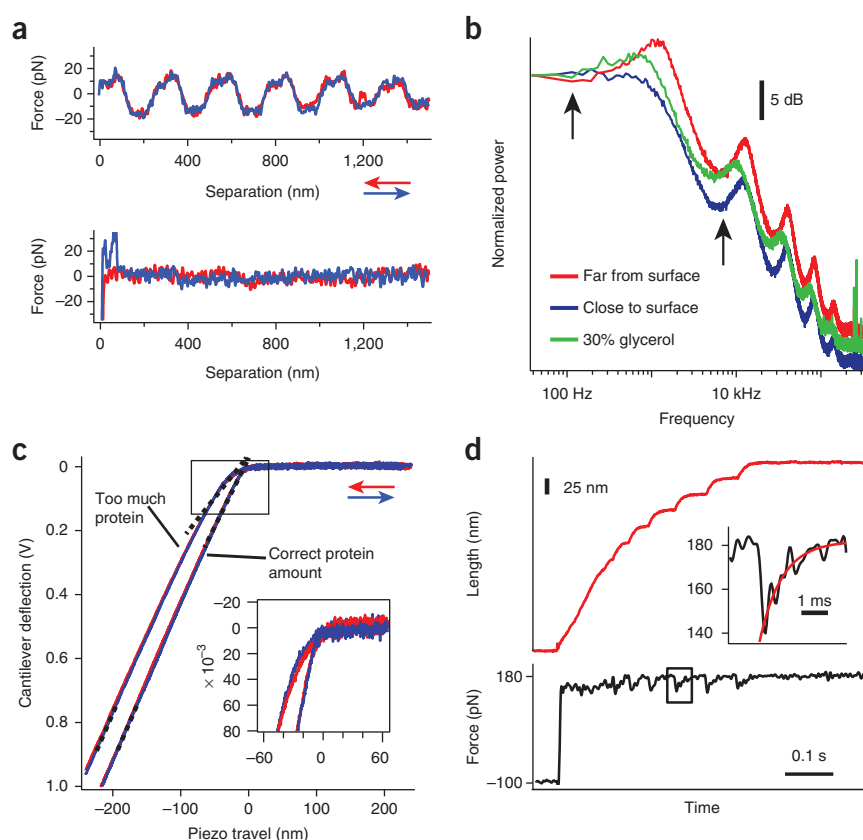 a
Force (pN)
20
0
–20
0
400
800
1,200
Separation (nm)
Force (pN)
20
0
–20
0
400
800
1,200
Separation (nm)
b
Normalized power
5 dB
Far from surface
Close to surface
30% glycerol
100 Hz
10 kHz
Frequency
c
Cantilever deflection (V)
0
0.2
0.4
0.6
0.8
1.0
Too much
protein
Correct protein
amount
× 10–3
–20
0
20
40
60
80
–60
0
60
–200
–100
0
100
200
Piezo travel (nm)
d
Length (nm)
25 nm
180
160
140
1 ms
Force (pN)
180
–100
0.1 s
Time